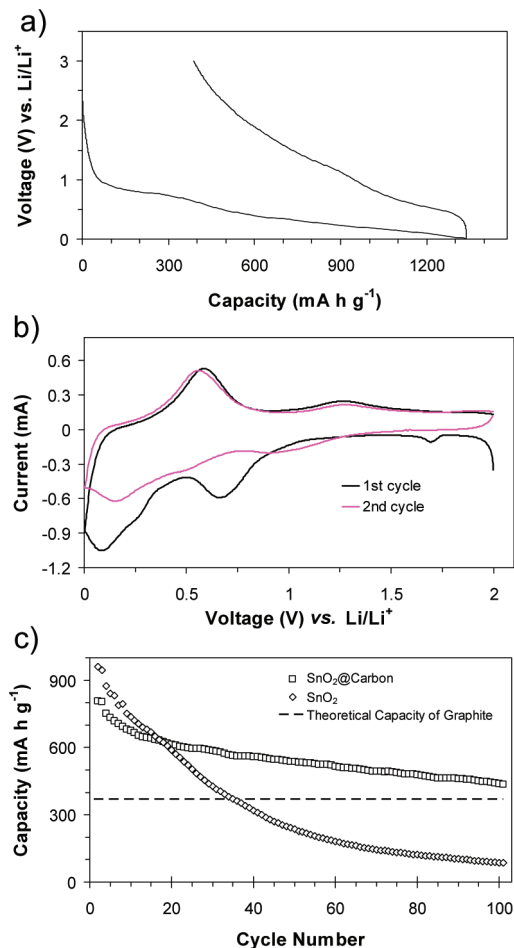 a)
Voltage (V) vs. Li/Li⁺
3
2
1
0
0 300 600 900 1200
Capacity (mA h g⁻¹)
b)
Current (mA)
0.6
0.3
0
-0.3
-0.6
-0.9
-1.2
1st cycle
2nd cycle
0 0.5 1 1.5 2
Voltage (V) vs. Li/Li⁺
c)
Capacity (mA h g⁻¹)
900
600
300
0
SnO₂@Carbon
SnO₂
Theoretical Capacity of Graphite
0 20 40 60 80 100
Cycle Number